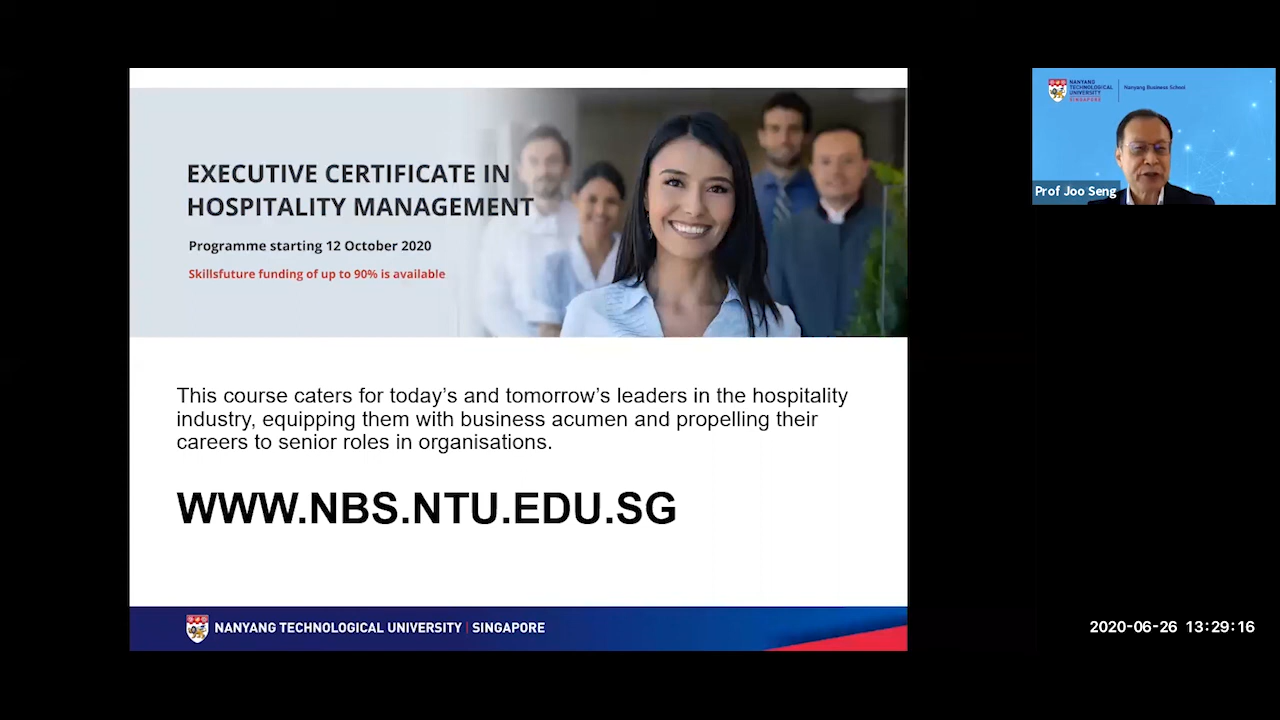 EXECUTIVE CERTIFICATE IN
HOSPITALITY MANAGEMENT
Programme starting 12 October 2020
Skillsfuture funding of up to 90% is available
This course caters for today's and tomorrow's leaders in the hospitality
industry, equipping them with business acumen and propelling their
careers to senior roles in organisations.
WWW.NBS.NTU.EDU.SG
NANYANG TECHNOLOGICAL UNIVERSITY | SINGAPORE
NANYANG
TECHNOLOGICAL
UNIVERSITY
SINGAPORE
Nanyang Business School
Prof Joo Seng
2020-06-26 13:29:16